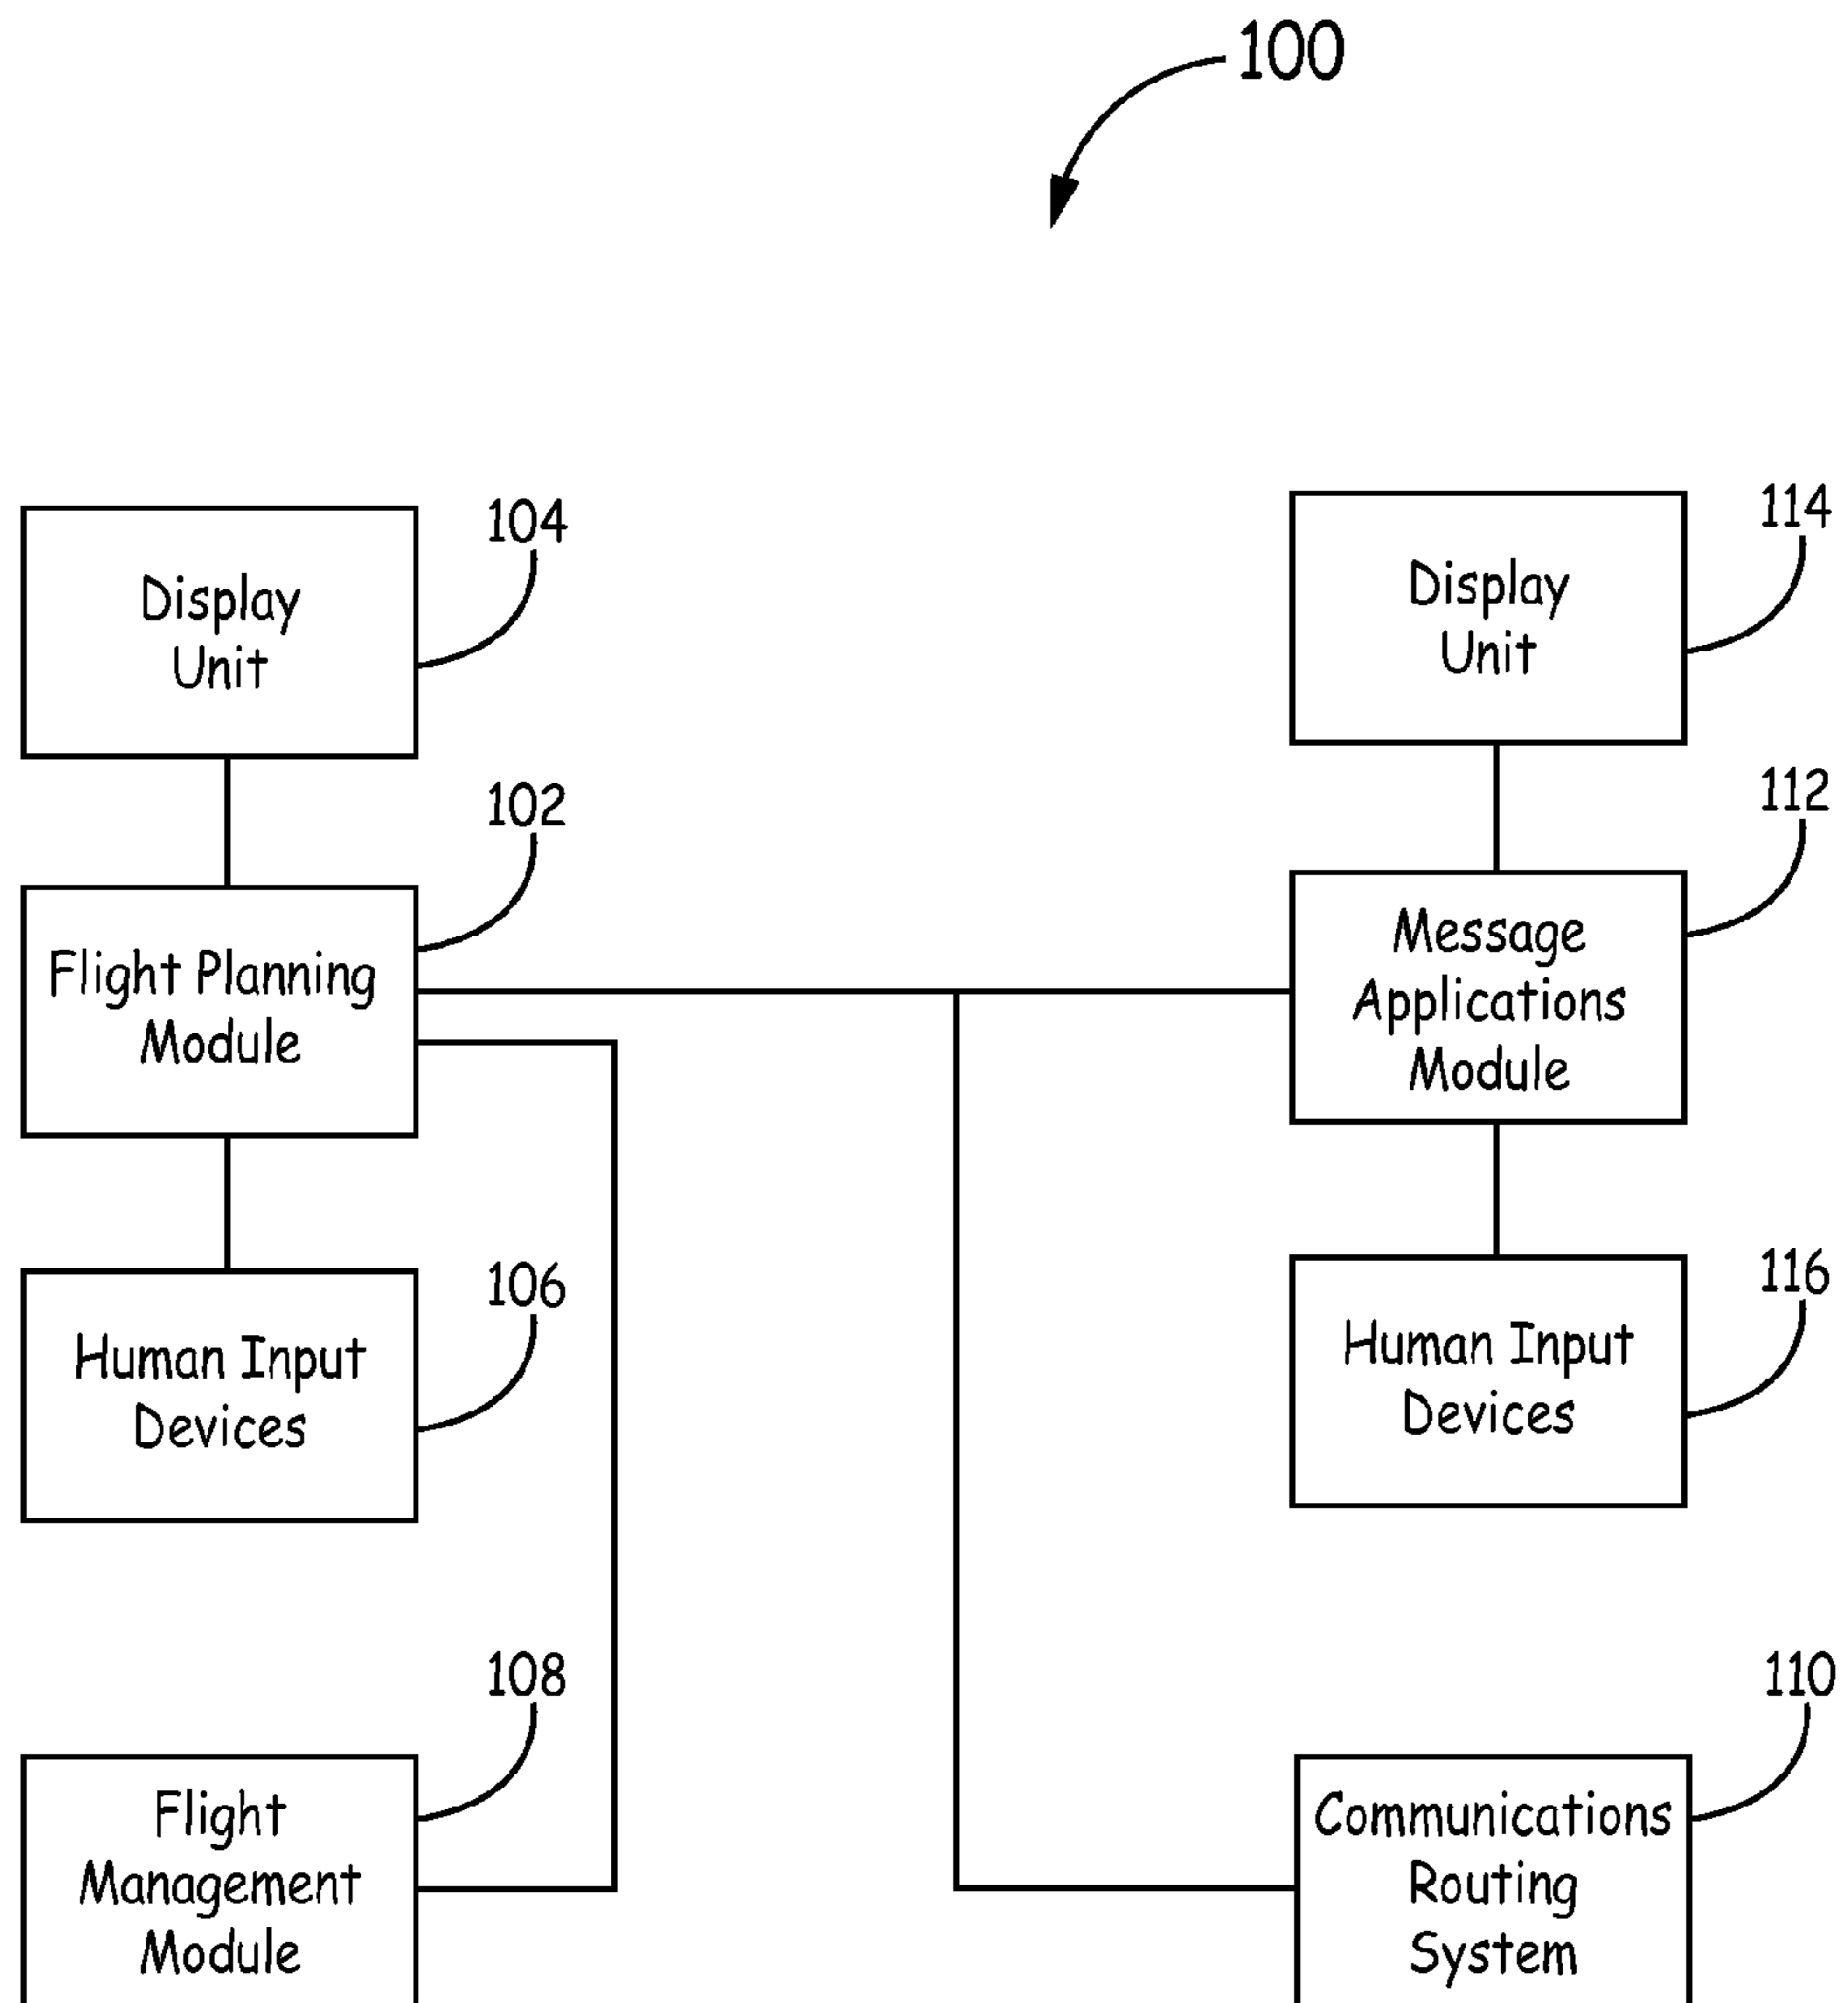 100
104
Display
Unit
102
Flight Planning
Module
106
Human Input
Devices
108
Flight
Management
Module
114
Display
Unit
112
Message
Applications
Module
116
Human Input
Devices
110
Communications
Routing
System